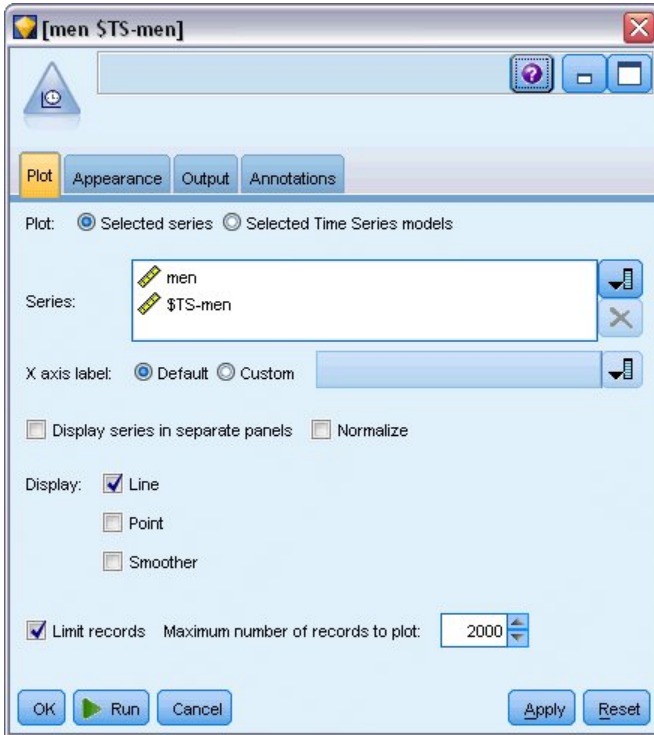 [men $TS-men]
Plot Appearance Output Annotations
Plot: Selected series Selected Time Series models
Series:
men
$TS-men
X axis label: Default Custom
Display series in separate panels Normalize
Display: Line
Point
Smoother
Limit records Maximum number of records to plot: 2000
OK Run Cancel Apply Reset